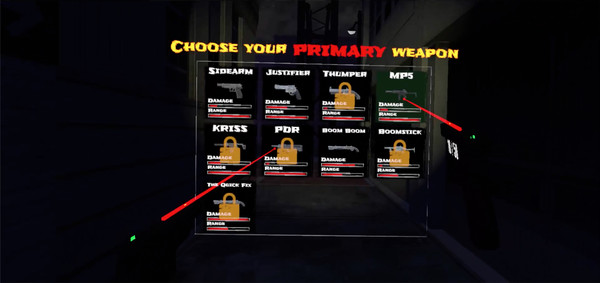 CHOOSE YOUR PRIMARY WEAPON
SIDEARM JUSTIFIER THUMPER MP5
DAMAGE DAMAGE DAMAGE DAMAGE
RANGE RANGE RANGE RANGE
KRISS PDR BOOM BOOM BOOMSTICK
DAMAGE DAMAGE DAMAGE DAMAGE
RANGE RANGE RANGE RANGE
THE QUICK FIX
DAMAGE
RANGE